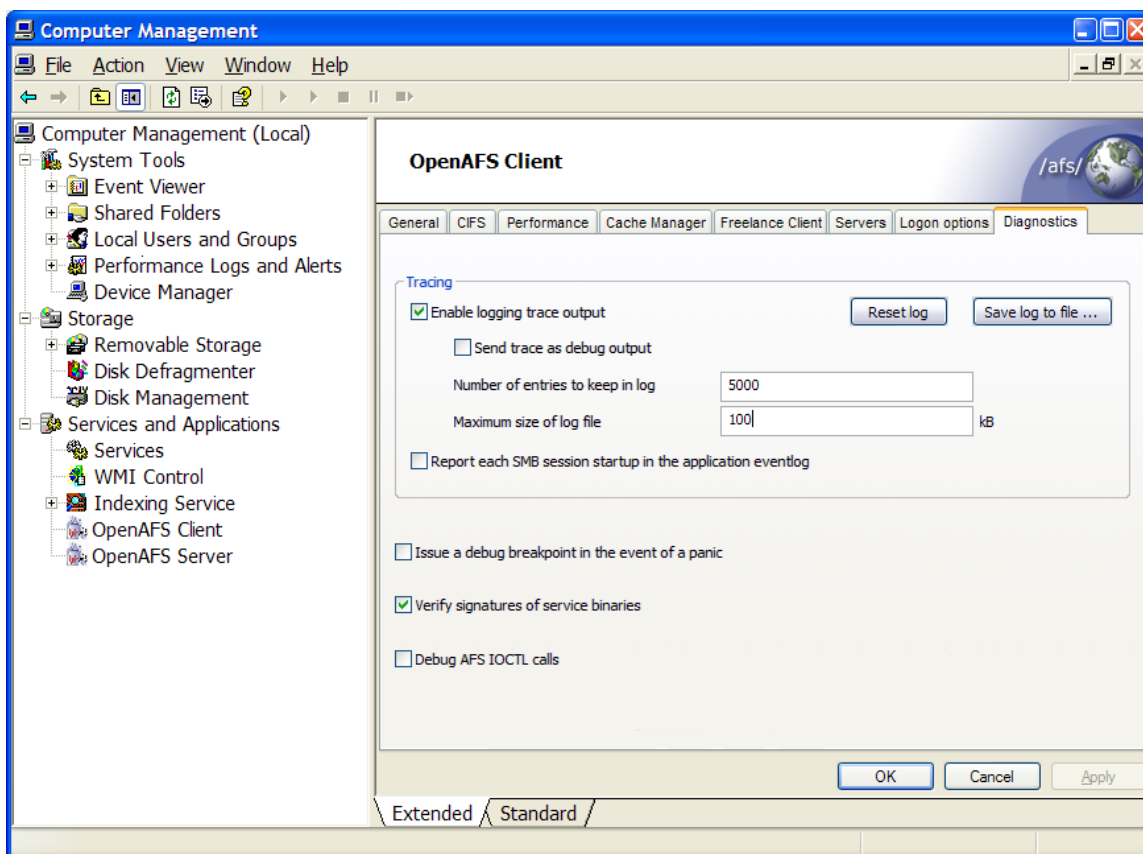 Computer Management
File Action View Window Help
Computer Management (Local)
System Tools
Event Viewer
Shared Folders
Local Users and Groups
Performance Logs and Alerts
Device Manager
Storage
Removable Storage
Disk Defragmenter
Disk Management
Services and Applications
Services
WMI Control
Indexing Service
OpenAFS Client
OpenAFS Server
OpenAFS Client
/afs/
General CIFS Performance Cache Manager Freelance Client Servers Logon options Diagnostics
Tracing
Enable logging trace output Reset log Save log to file ...
Send trace as debug output
Number of entries to keep in log 5000
Maximum size of log file 100 kB
Report each SMB session startup in the application eventlog
Issue a debug breakpoint in the event of a panic
Verify signatures of service binaries
Debug AFS IOCTL calls
OK Cancel Apply
Extended Standard